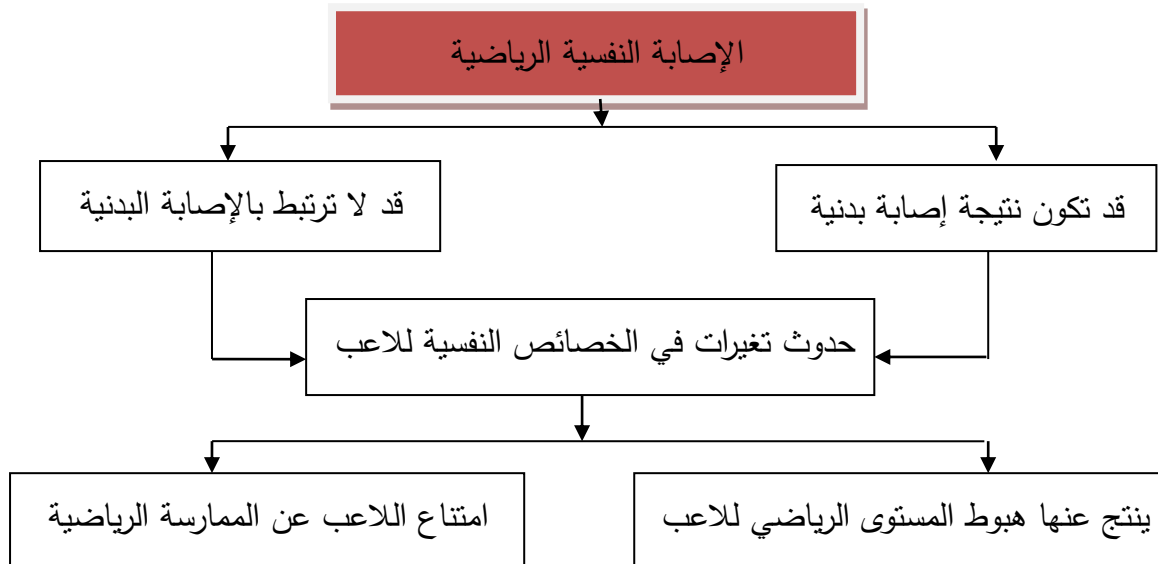 الإصابة النفسية الرياضية
قد تكون نتيجة إصابة بدنية
قد لا ترتبط بالإصابة البدنية
حدوث تغيرات في الخصائص النفسية للاعب
ينتج عنها هبوط المستوى الرياضي للاعب
امتناع اللاعب عن الممارسة الرياضية